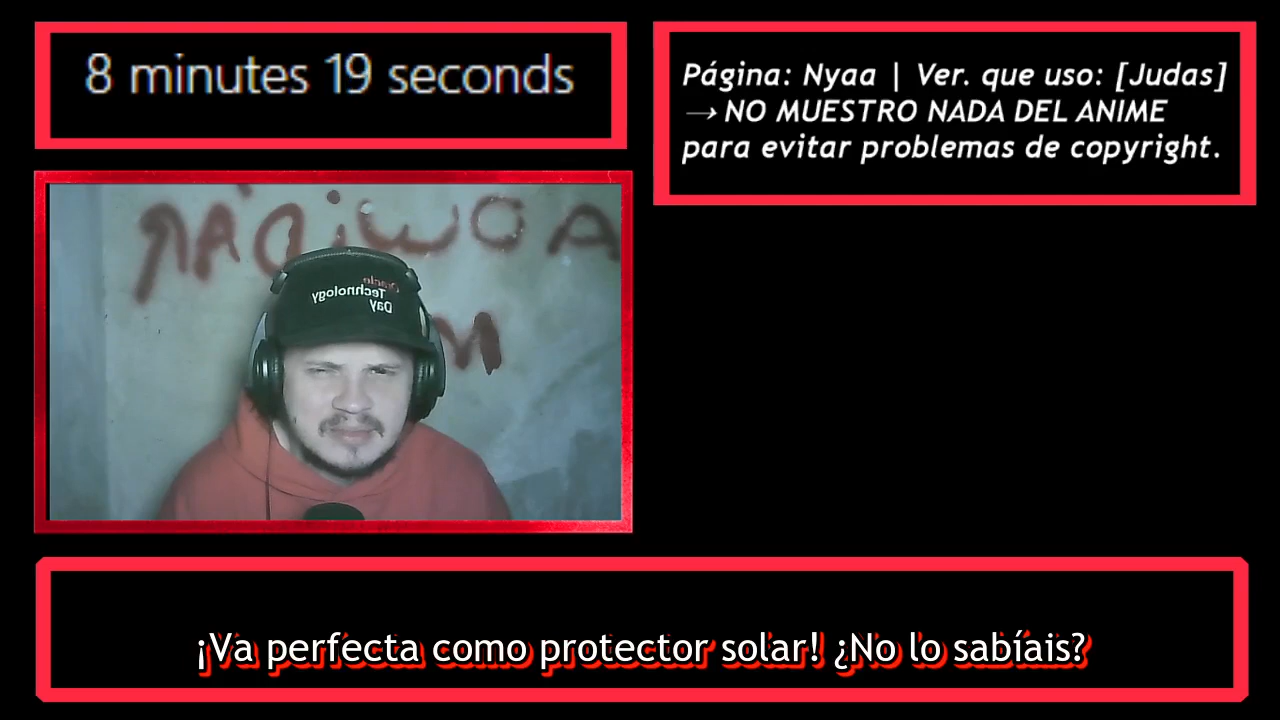 8 minutes 19 seconds
Página: Nyaa | Ver. que uso: [Judas]
→ NO MUESTRO NADA DEL ANIME
para evitar problemas de copyright.
Oracle
Technology
Day
¡Va perfecta como protector solar! ¿No lo sabíais?